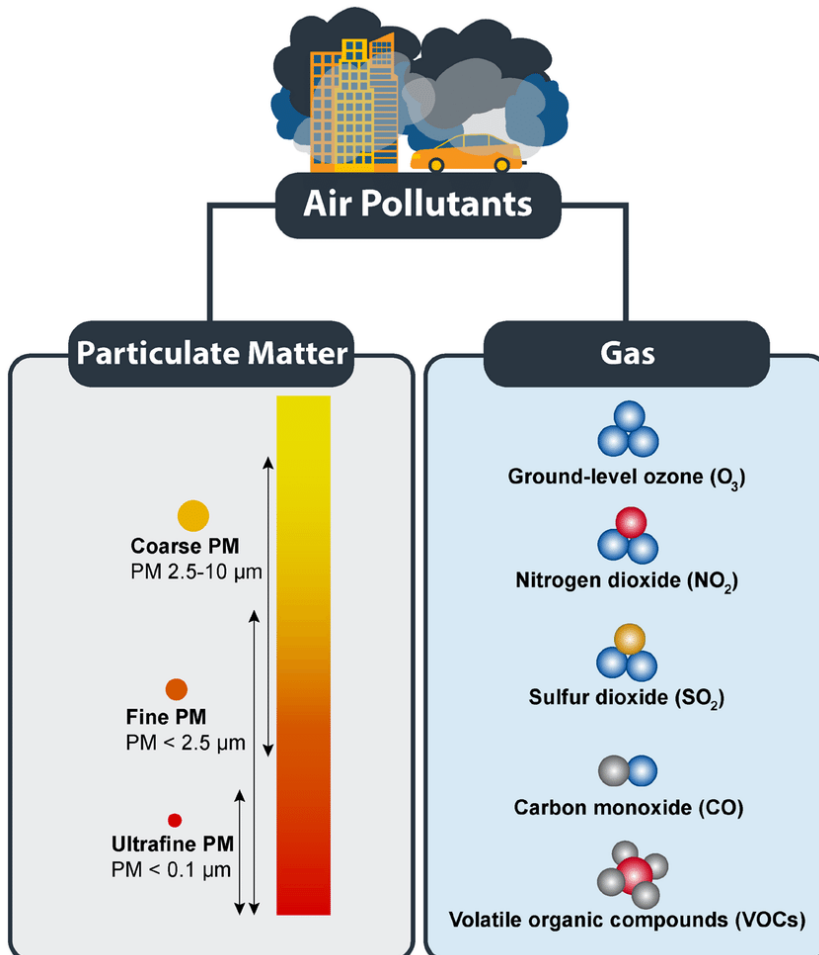 Air Pollutants
Particulate Matter
Coarse PM
PM 2.5-10 µm
Fine PM
PM < 2.5 µm
Ultrafine PM
PM < 0.1 µm
Gas
Ground-level ozone (O₃)
Nitrogen dioxide (NO₂)
Sulfur dioxide (SO₂)
Carbon monoxide (CO)
Volatile organic compounds (VOCs)